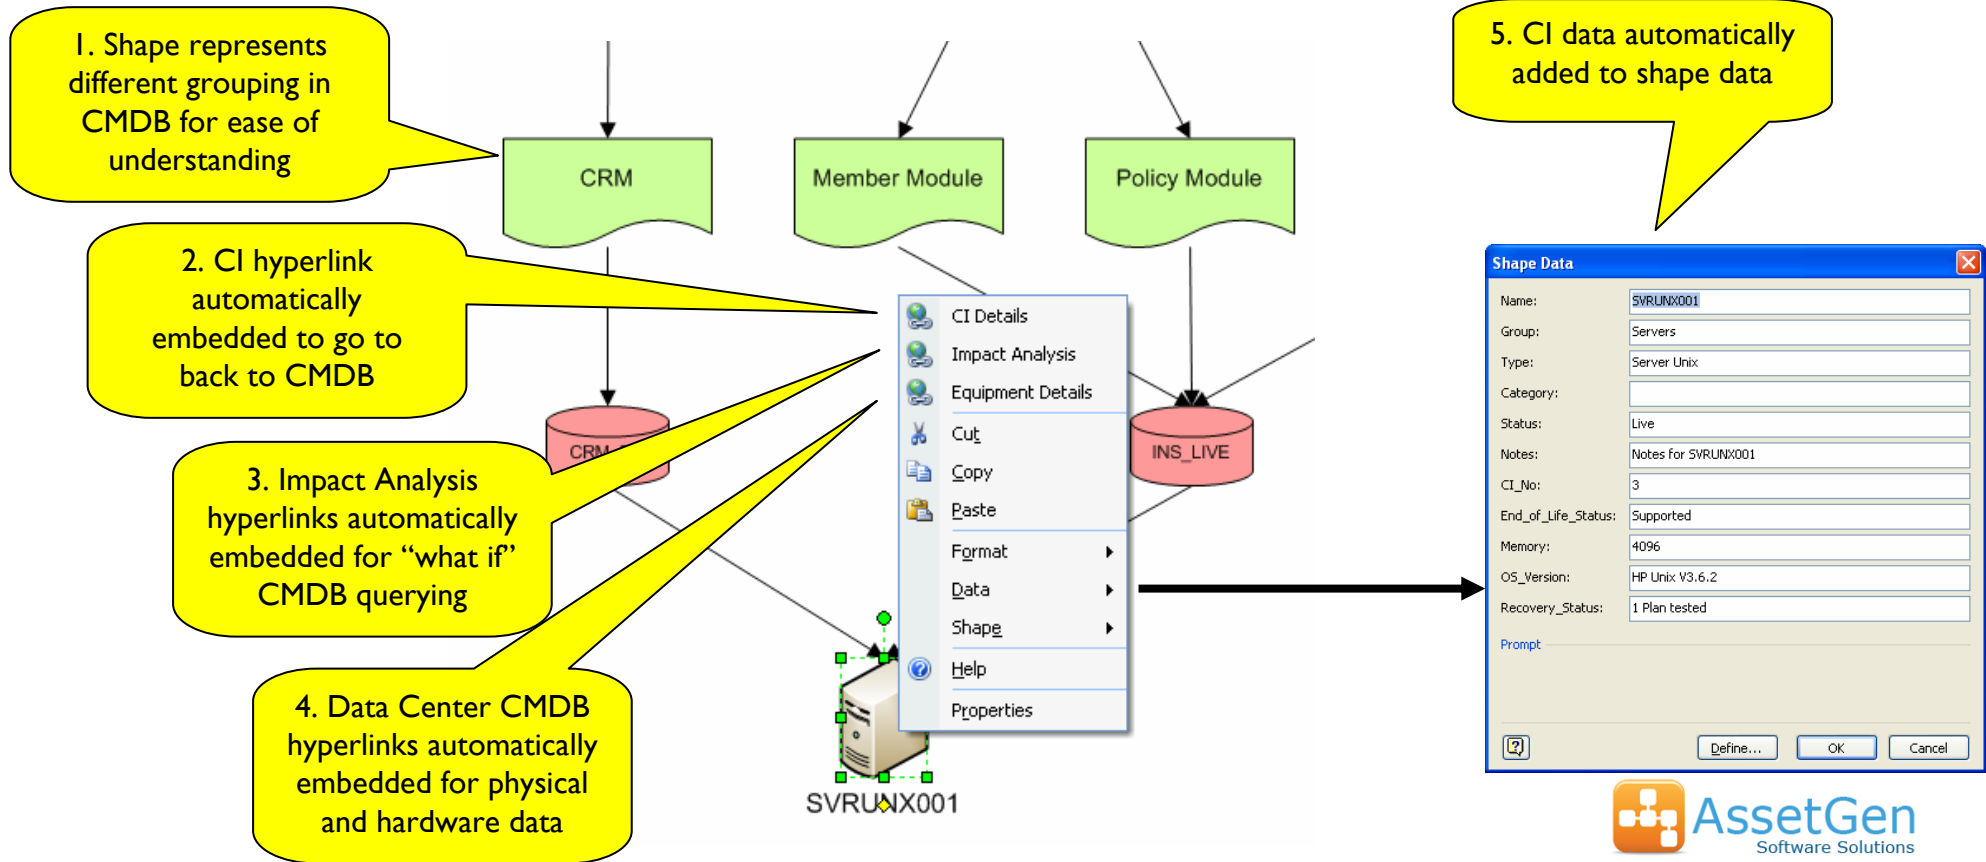 1. Shape represents
different grouping in
CMDB for ease of
understanding
2. CI hyperlink
automatically
embedded to go to
back to CMDB
3. Impact Analysis
hyperlinks automatically
embedded for “what if”
CMDB querying
4. Data Center CMDB
hyperlinks automatically
embedded for physical
and hardware data
5. CI data automatically
added to shape data
CRM
Member Module
Policy Module
INS_LIVE
SVRUNX001
CI Details
Impact Analysis
Equipment Details
Cut
Copy
Paste
Format
Data
Shape
Help
Properties
Shape Data
Name: SVRUNX001
Group: Servers
Type: Server Unix
Category:
Status: Live
Notes: Notes for SVRUNX001
CI_No: 3
End_of_Life_Status: Supported
Memory: 4096
OS_Version: HP Unix V3.6.2
Recovery_Status: 1 Plan tested
Prompt
Define... OK Cancel
AssetGen
Software Solutions